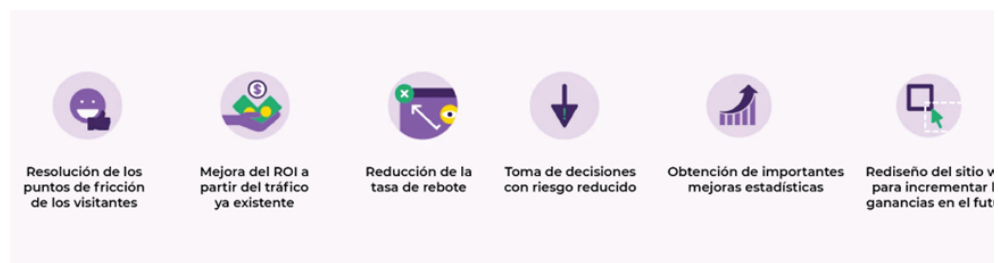 Resolución de los
puntos de fricción
de los visitantes
Mejora del ROI a
partir del tráfico
ya existente
Reducción de la
tasa de rebote
Toma de decisiones
con riesgo reducido
Obtención de importantes
mejoras estadísticas
Rediseño del sitio
para incrementar
ganancias en el